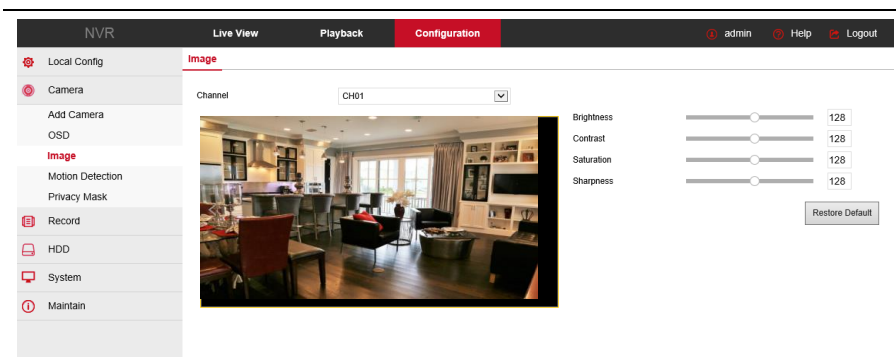 NVR
Live View
Playback
Configuration
admin
Help
Logout
Local Config
Camera
Add Camera
OSD
Image
Motion Detection
Privacy Mask
Record
HDD
System
Maintain
Image
Channel
CH01
Brightness
128
Contrast
128
Saturation
128
Sharpness
128
Restore Default